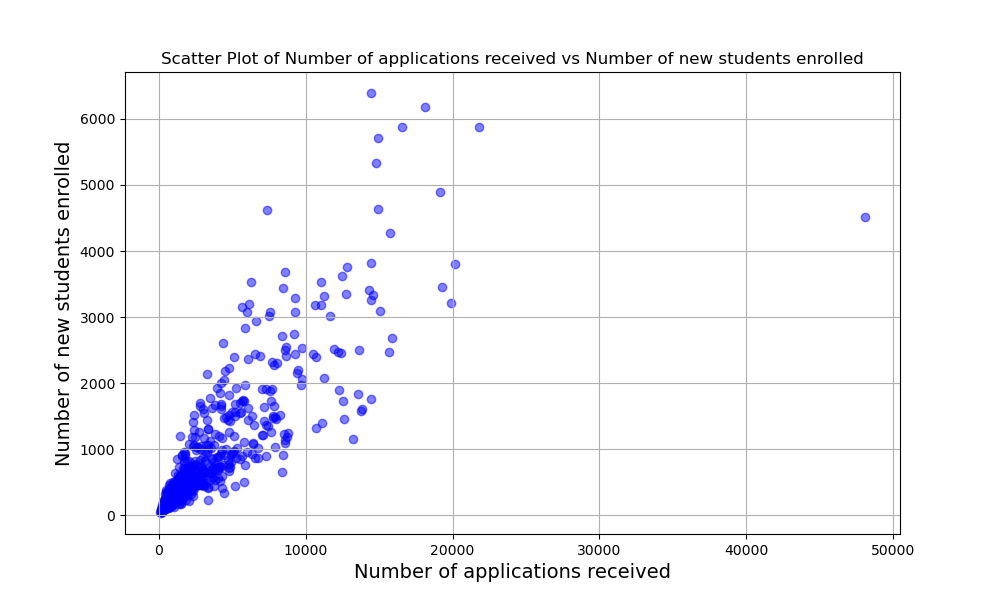 Scatter Plot of Number of applications received vs Number of new students enrolled
Number of new students enrolled
6000
5000
4000
3000
2000
1000
0
0 10000 20000 30000 40000 50000
Number of applications received